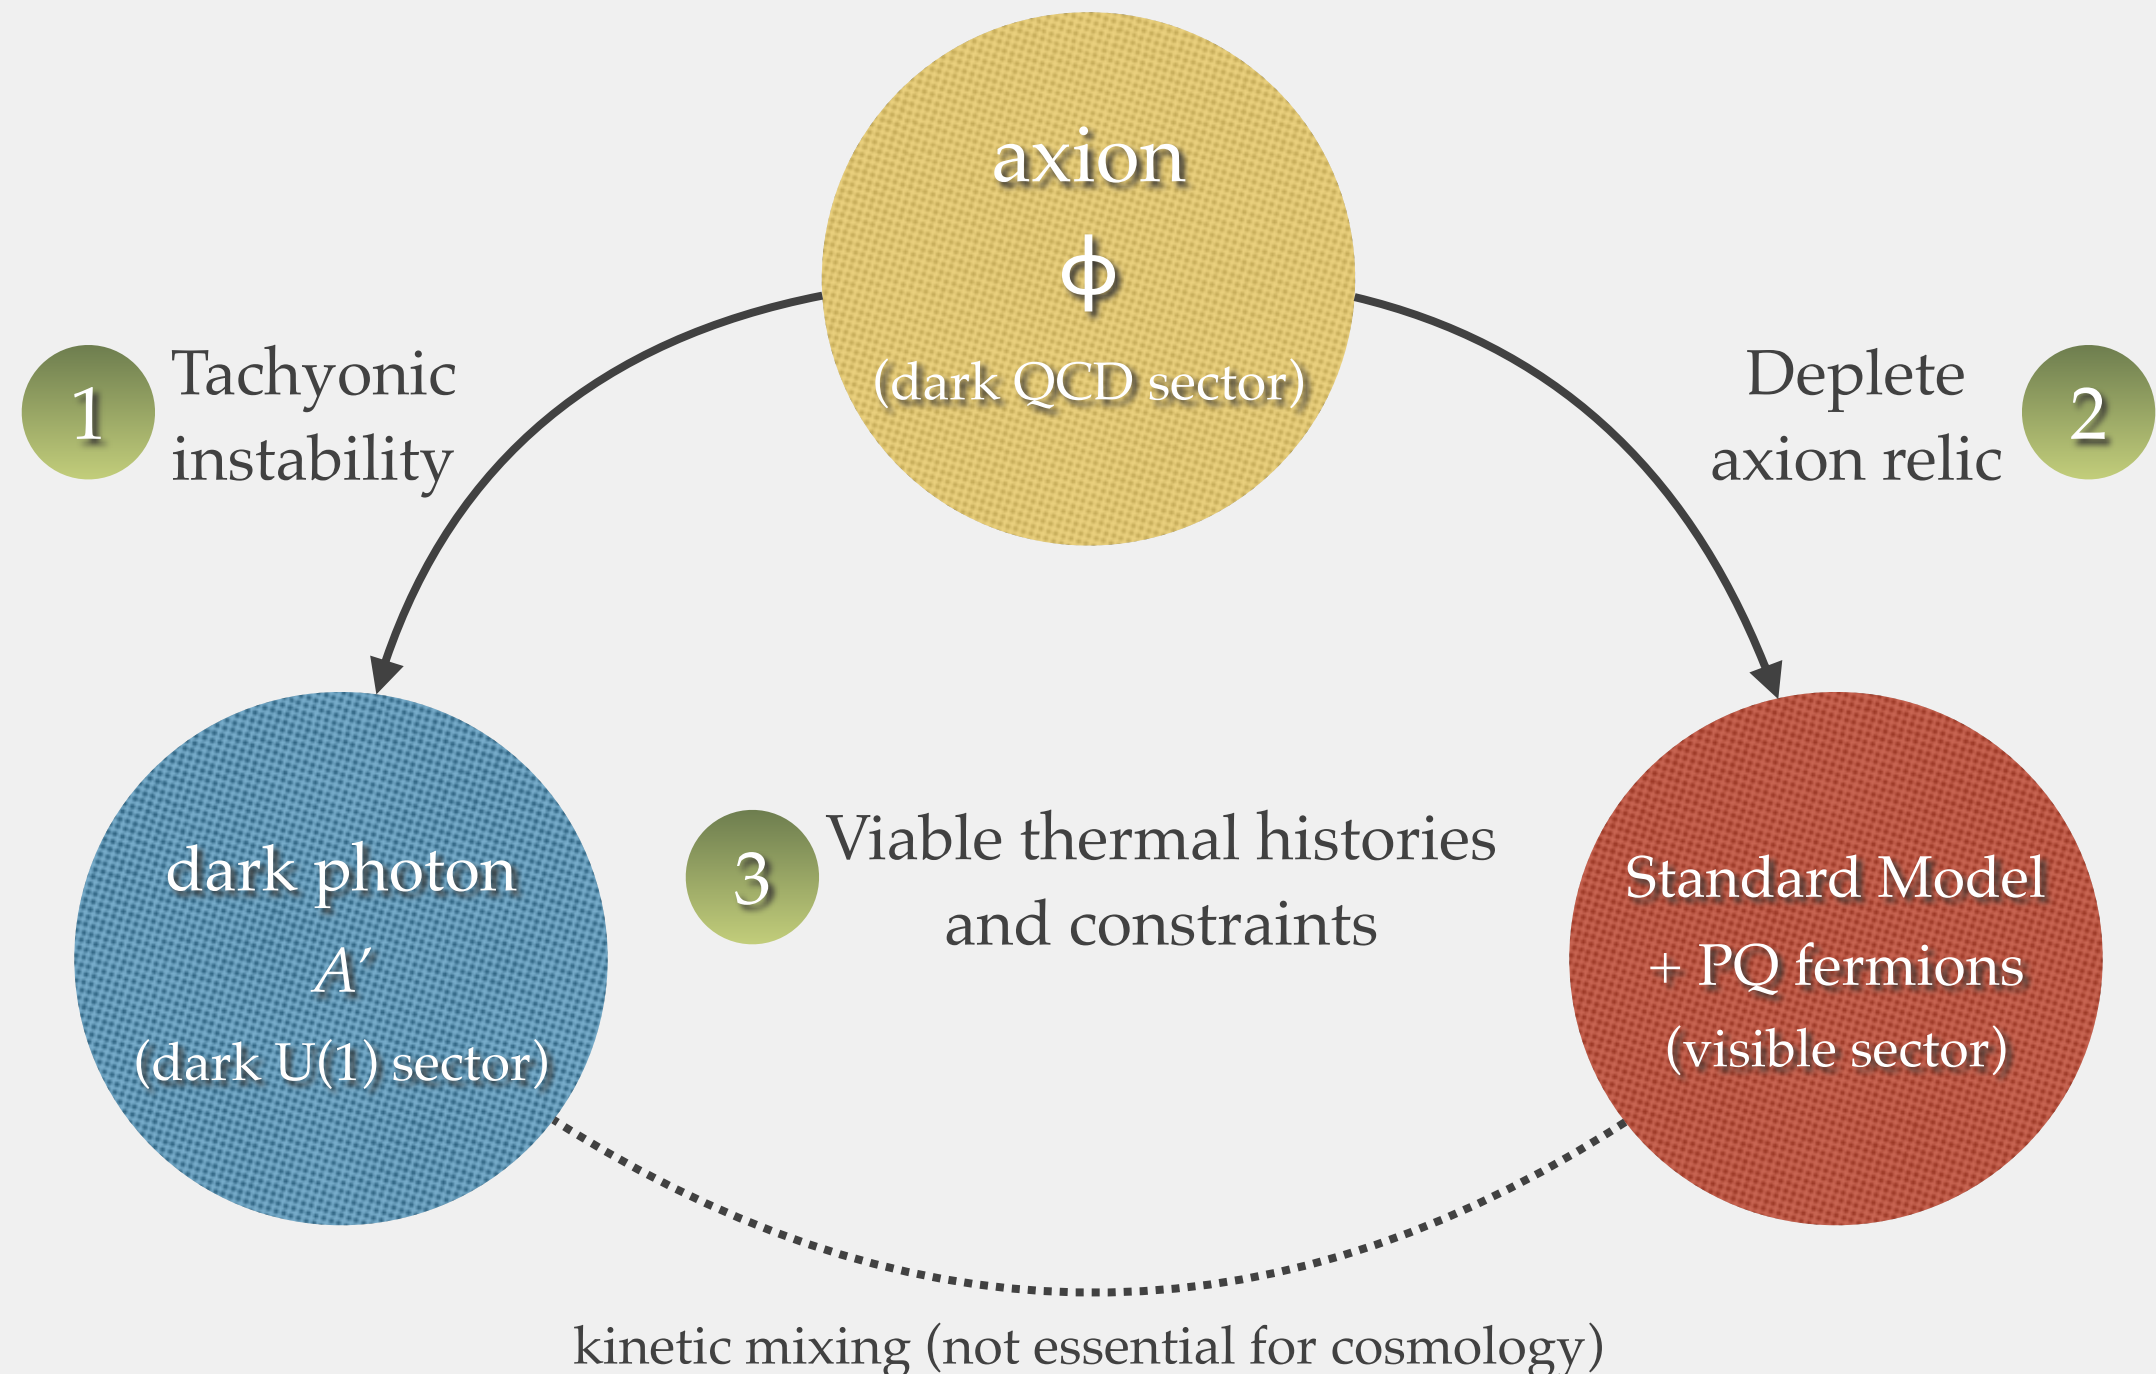 axion
ϕ
(dark QCD sector)
1
Tachyonic
instability
Deplete
axion relic
2
dark photon
A′
(dark U(1) sector)
3
Viable thermal histories
and constraints
Standard Model
+ PQ fermions
(visible sector)
kinetic mixing (not essential for cosmology)